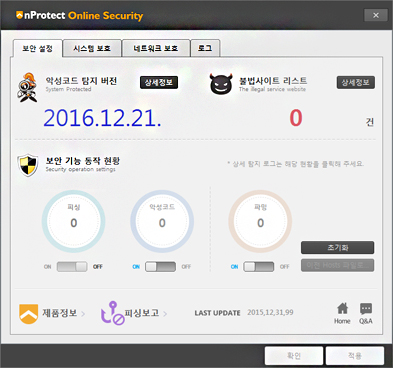 nProtect Online Security
보안 설정
시스템 보호
네트워크 보호
로그
악성코드 탐지 버전
System Protected
상세정보
불법사이트 리스트
The illegal service website
상세정보
2016.12.21.
0 건
보안 기능 동작 현황
Security operation settings
* 상세 탐지 로그는 해당 현황을 클릭해 주세요.
피싱
0
악성코드
0
파밍
0
ON OFF
ON OFF
ON OFF
초기화
제품정보 >
피싱보고 >
LAST UPDATE 2015,12,31,99
Home
Q&A
확인
적용